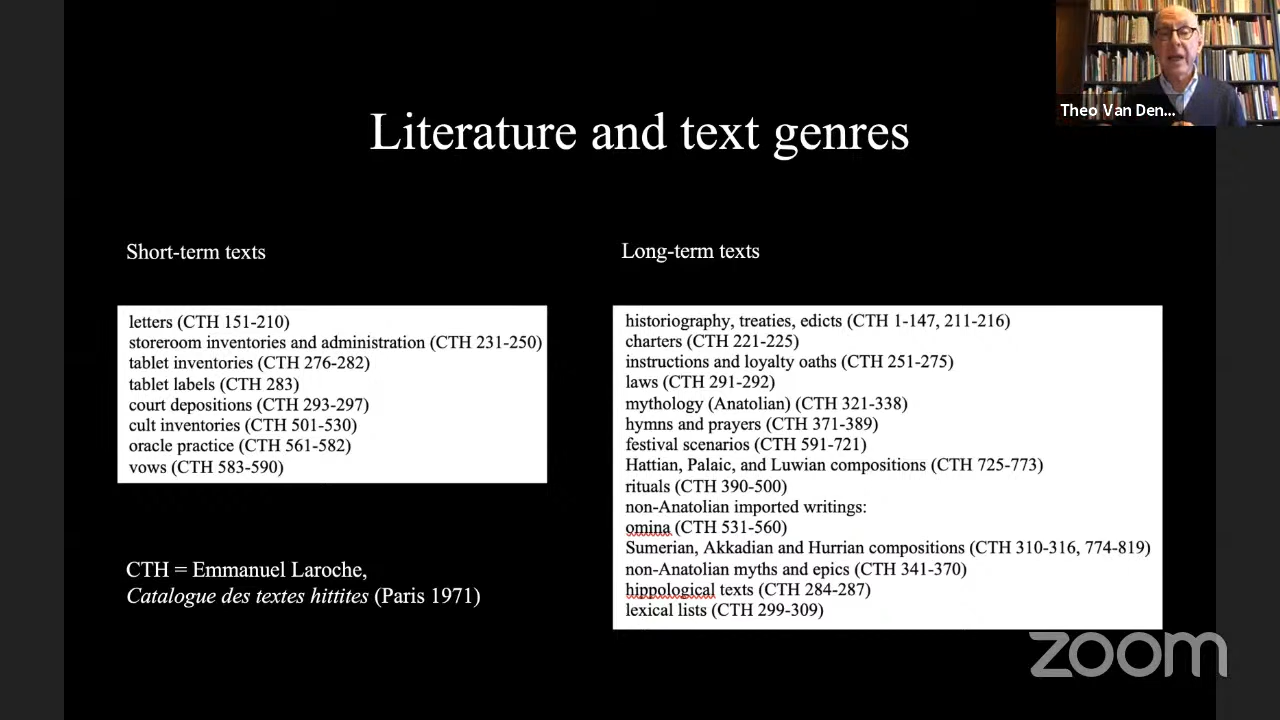 Theo Van Den...
Literature and text genres
Short-term texts
letters (CTH 151-210)
storeroom inventories and administration (CTH 231-250)
tablet inventories (CTH 276-282)
tablet labels (CTH 283)
court depositions (CTH 293-297)
cult inventories (CTH 501-530)
oracle practice (CTH 561-582)
vows (CTH 583-590)
CTH = Emmanuel Laroche,
Catalogue des textes hittites (Paris 1971)
Long-term texts
historiography, treaties, edicts (CTH 1-147, 211-216)
charters (CTH 221-225)
instructions and loyalty oaths (CTH 251-275)
laws (CTH 291-292)
mythology (Anatolian) (CTH 321-338)
hymns and prayers (CTH 371-389)
festival scenarios (CTH 591-721)
Hattian, Palaic, and Luwian compositions (CTH 725-773)
rituals (CTH 390-500)
non-Anatolian imported writings:
omina (CTH 531-560)
Sumerian, Akkadian and Hurrian compositions (CTH 310-316, 774-819)
non-Anatolian myths and epics (CTH 341-370)
hippological texts (CTH 284-287)
lexical lists (CTH 299-309)
zoom